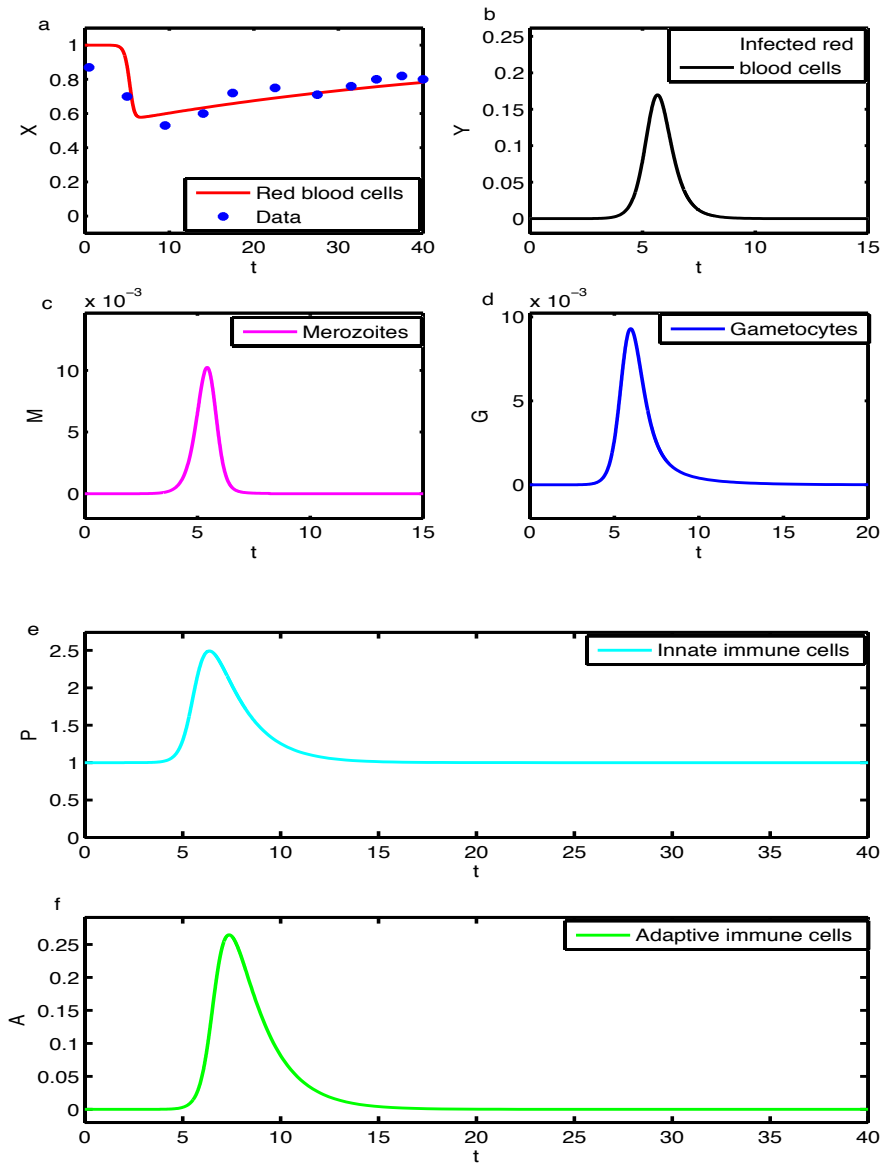 a
1
0.8
0.6
0.4
0.2
0
X
0 10 20 30 40
t
Red blood cells
Data
b
0.25
0.2
0.15
0.1
0.05
0
Y
0 5 10 15
t
Infected red
blood cells
c
x 10⁻³
10
5
0
M
0 5 10 15
t
Merozoites
d
x 10⁻³
10
5
0
G
0 5 10 15 20
t
Gametocytes
e
2.5
2
1.5
1
0.5
0
P
0 5 10 15 20 25 30 35 40
t
Innate immune cells
f
0.25
0.2
0.15
0.1
0.05
0
A
0 5 10 15 20 25 30 35 40
t
Adaptive immune cells